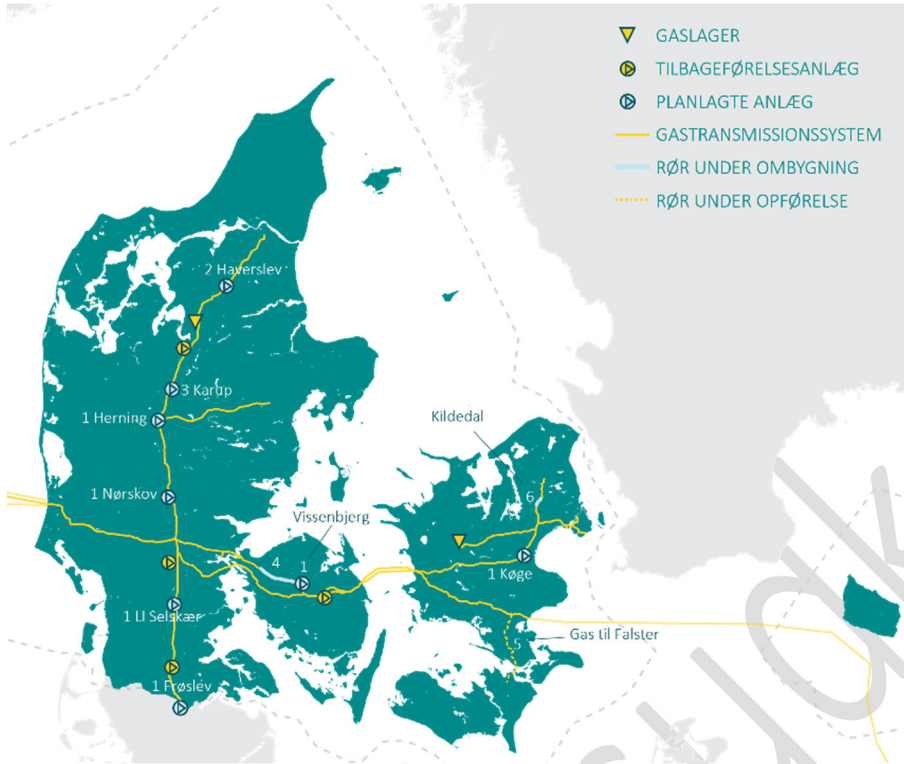 GASLAGER
TILBAGEFØRELSESANLÆG
PLANLAGTE ANLÆG
GASTRANSMISSIONSSYSTEM
RØR UNDER OMBYGNING
RØR UNDER OPFØRELSE
2 Haverslev
3 Karup
1 Herning
Kildedal
6
1 Nørskov
Vissenbjerg
4
1
1 Køge
1 Ll Selskær
Gas til Falster
5
1 Frøslev